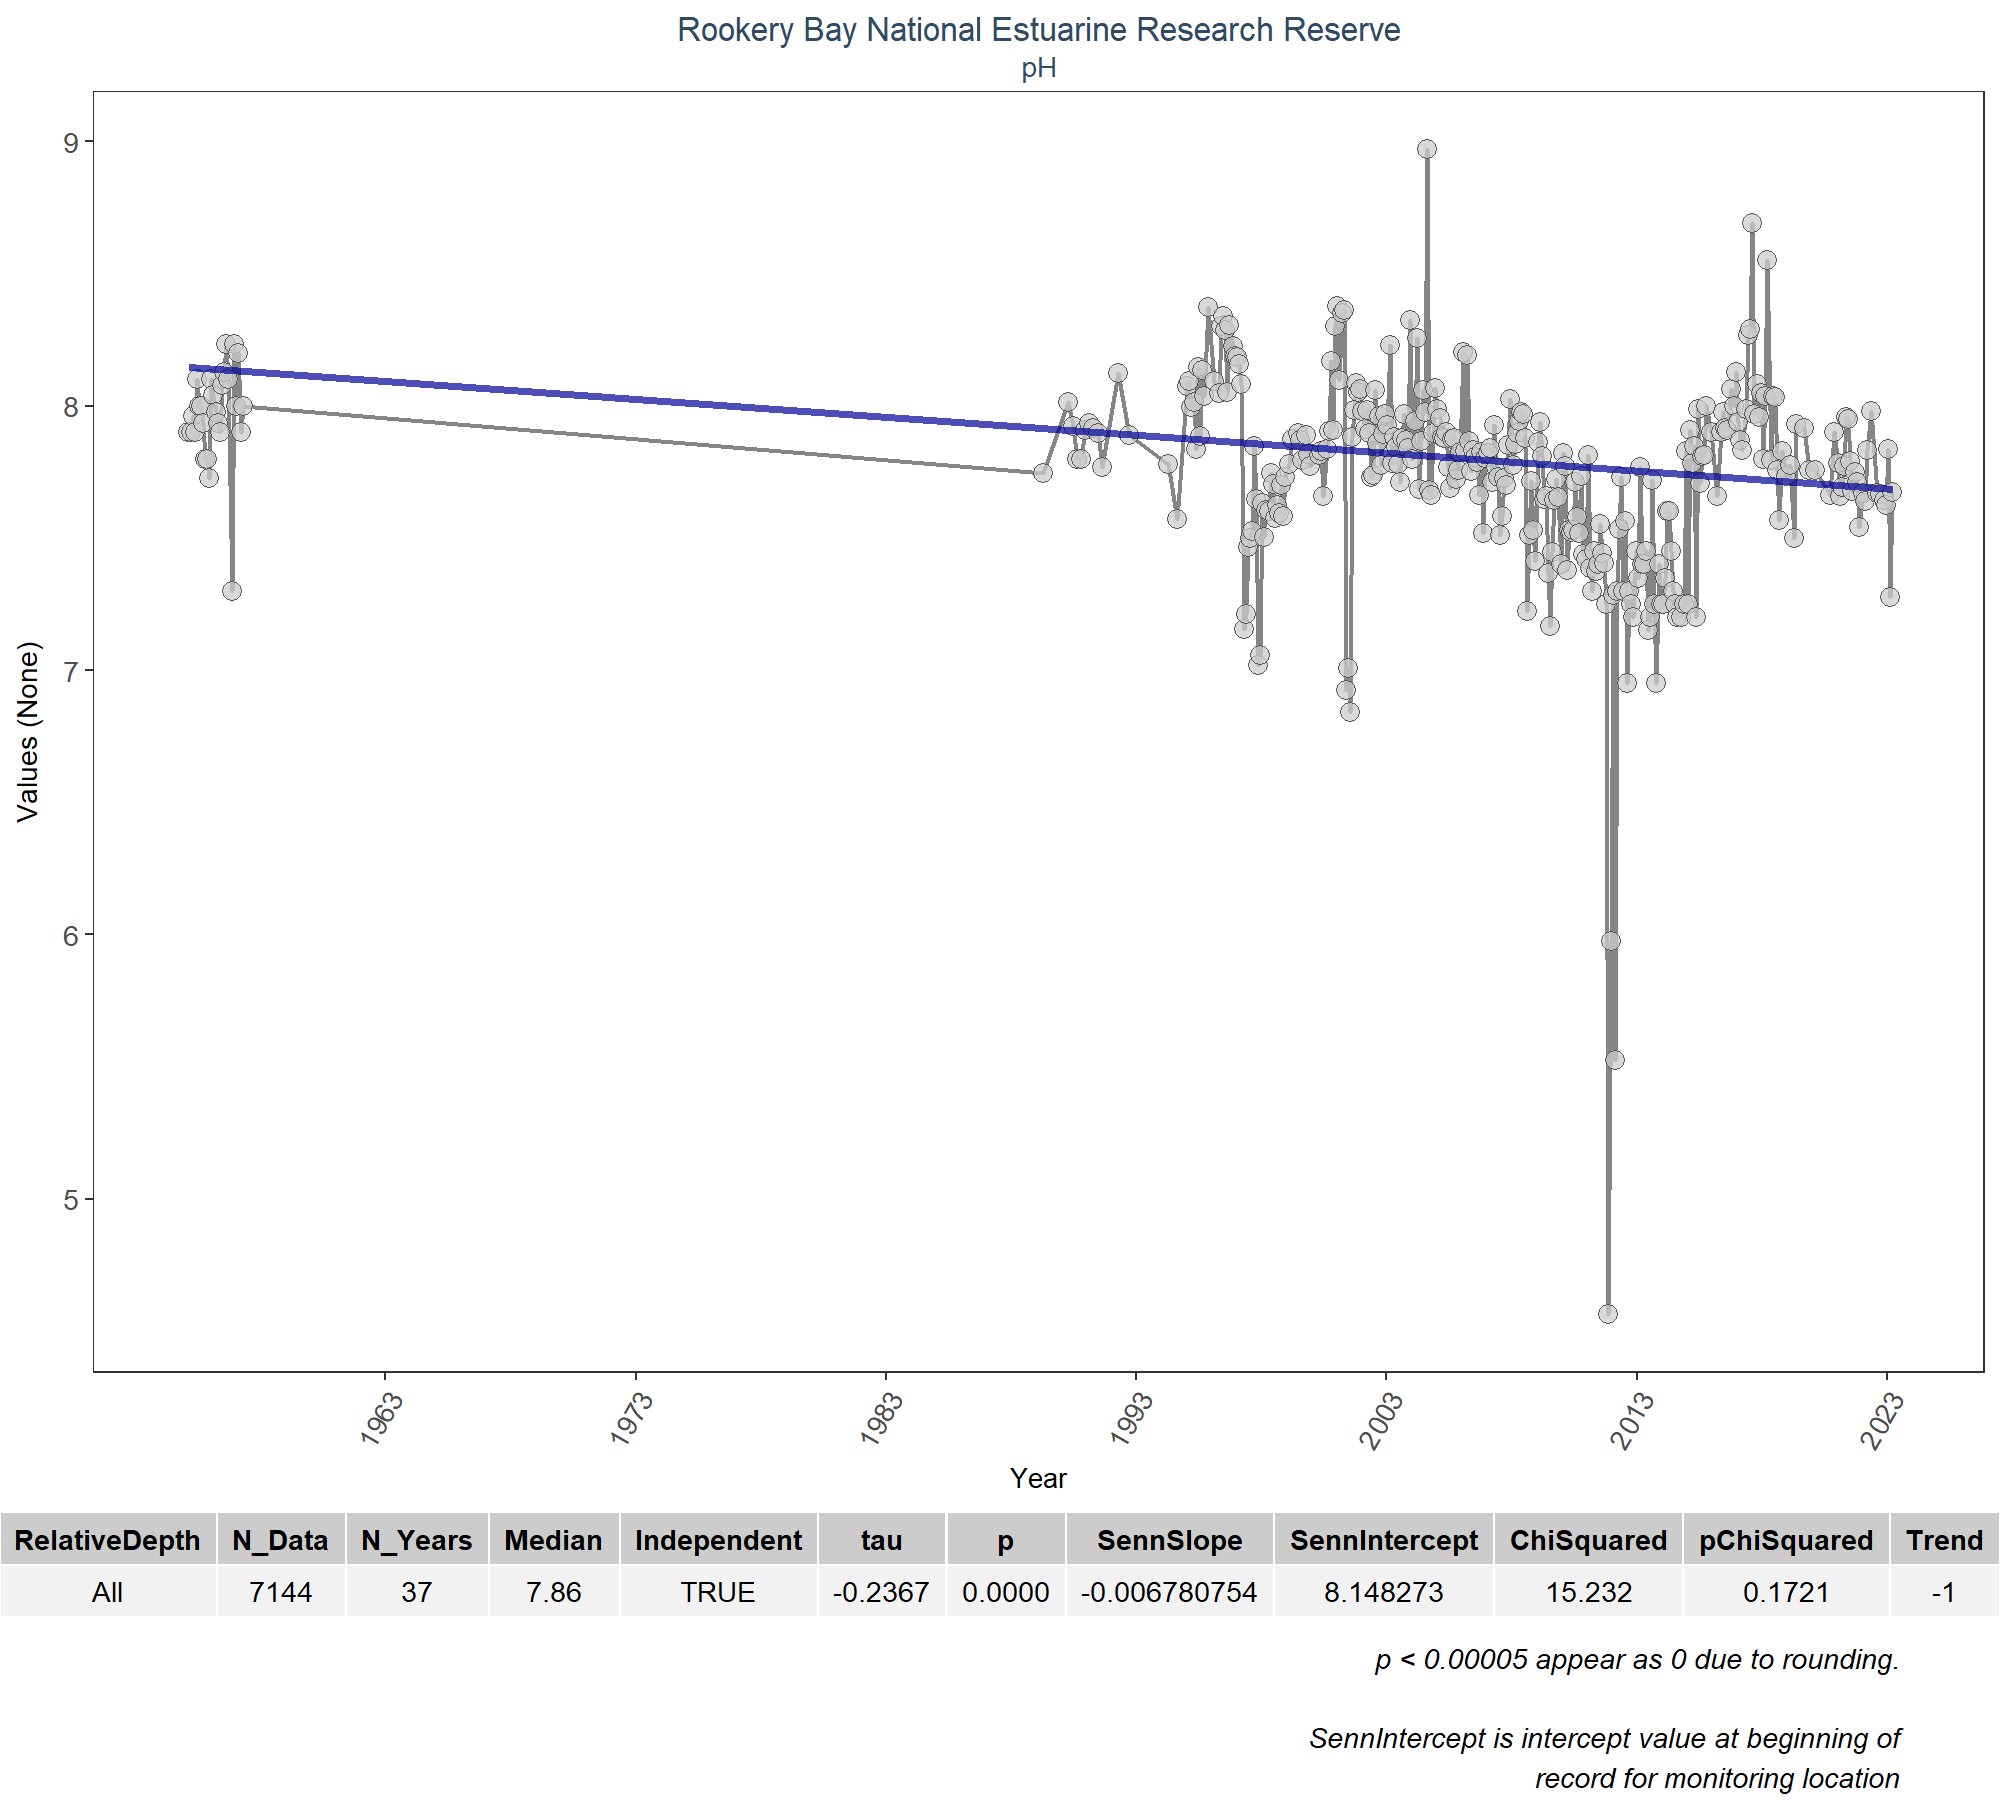 Rookery Bay National Estuarine Research Reserve
pH
9
8
7
6
5
Values (None)
1963
1973
1983
1993
2003
2013
2023
Year
RelativeDepth N_Data N_Years Median Independent tau p SennSlope SennIntercept ChiSquared pChiSquared Trend
All 7144 37 7.86 TRUE -0.2367 0.0000 -0.006780754 8.148273 15.232 0.1721 -1
p < 0.00005 appear as 0 due to rounding.
SennIntercept is intercept value at beginning of
record for monitoring location